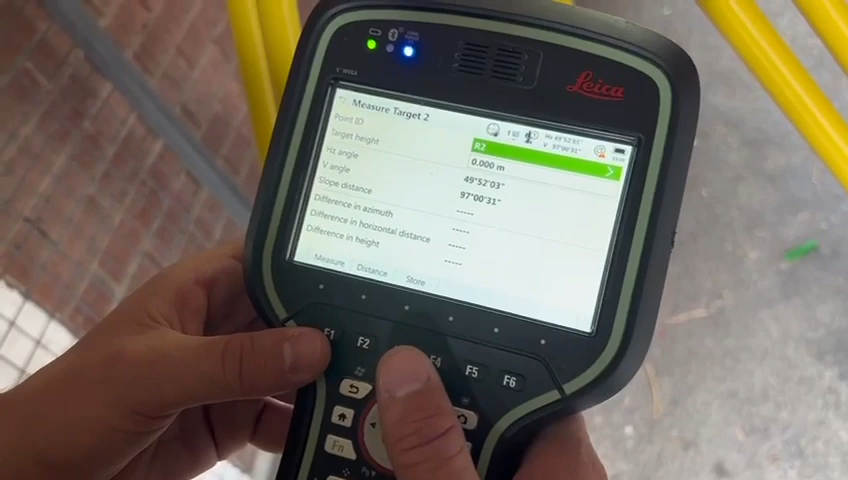 Leica
Measure Target 2
Hz 49°52'03"
V 97°00'31"
Point ID
R2
Target height
0.000 m
Hz angle
49°52'03"
V angle
97°00'31"
Slope distance
-----
Difference in azimuth
-----
Difference in horizontal distance
-----
Difference in height
-----
Measure Distance Store
F1 F2 F4 F5 F6
Fn